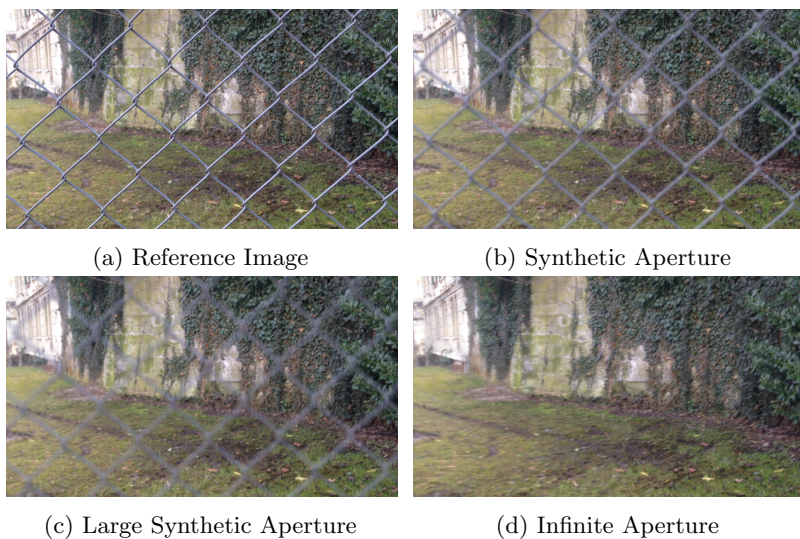 (a) Reference Image
(b) Synthetic Aperture
(c) Large Synthetic Aperture
(d) Infinite Aperture